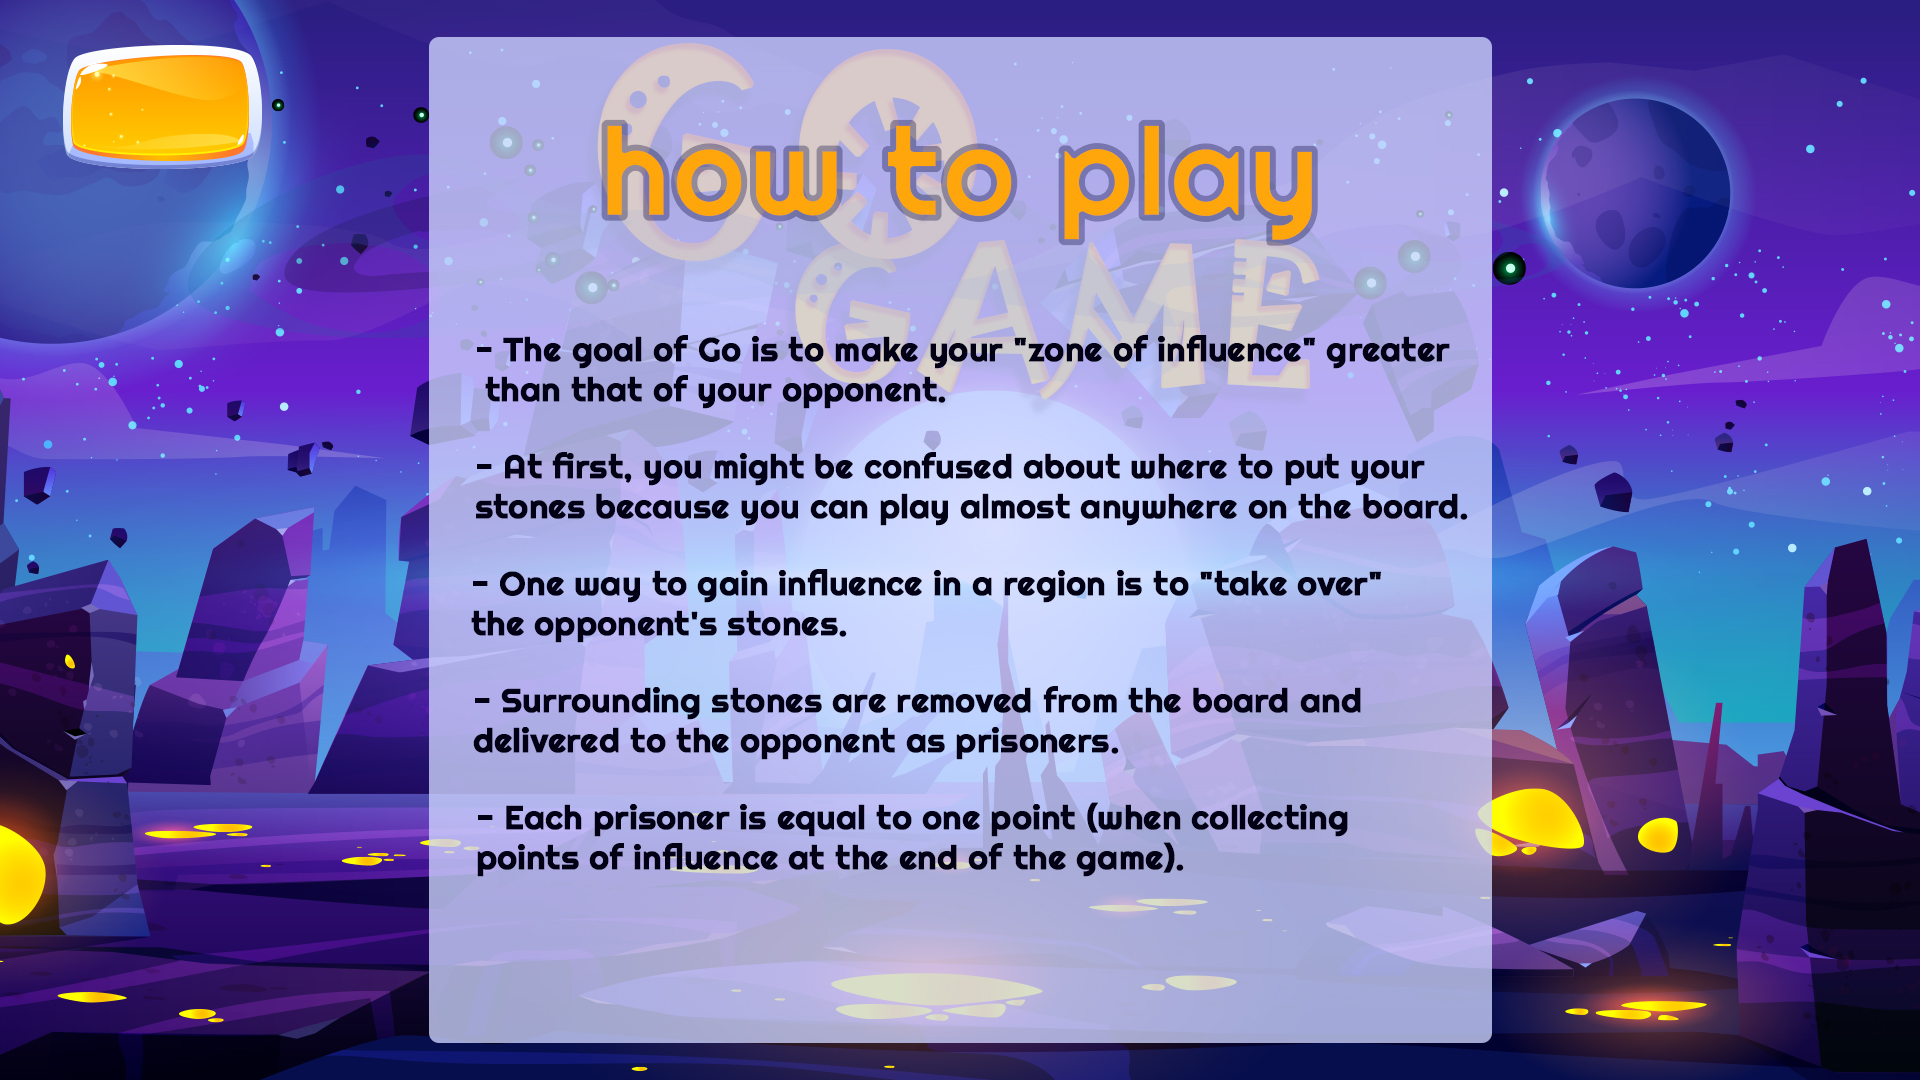 GO
GAME
how to play
- The goal of Go is to make your "zone of influence" greater
than that of your opponent.
- At first, you might be confused about where to put your
stones because you can play almost anywhere on the board.
- One way to gain influence in a region is to "take over"
the opponent's stones.
- Surrounding stones are removed from the board and
delivered to the opponent as prisoners.
- Each prisoner is equal to one point (when collecting
points of influence at the end of the game).